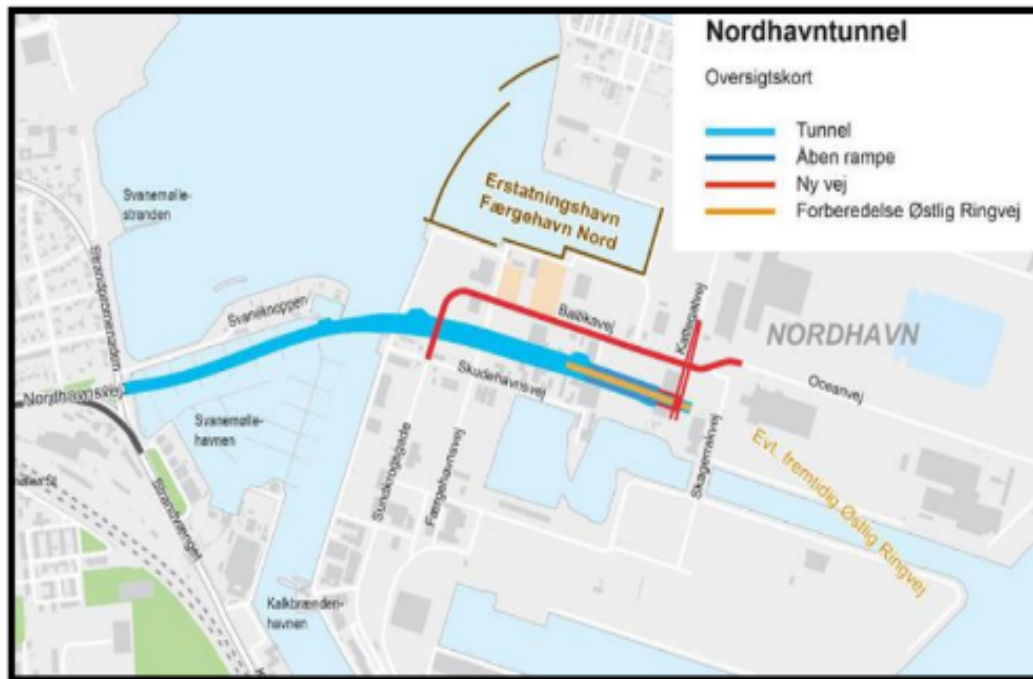 Nordhavntunnel
Oversigtskort
Tunnel
Åben rampe
Ny vej
Forberedelse Østlig Ringvej
Erstatningshavn
Færgehavn Nord
Svanemølle-
stranden
Strandpromenaden
Svaneknoppen
Nordhavnsvej
Svanemølle-
havnen
Strandvænget
Sundkrogsgade
Færgehavnsvej
Skudehavnsvej
Baltikavej
Kattegatvej
NORDHAVN
Oceanvej
Skagerrakvej
Evt. fremtidig Østlig Ringvej
Kalkbrænderi-
havnen